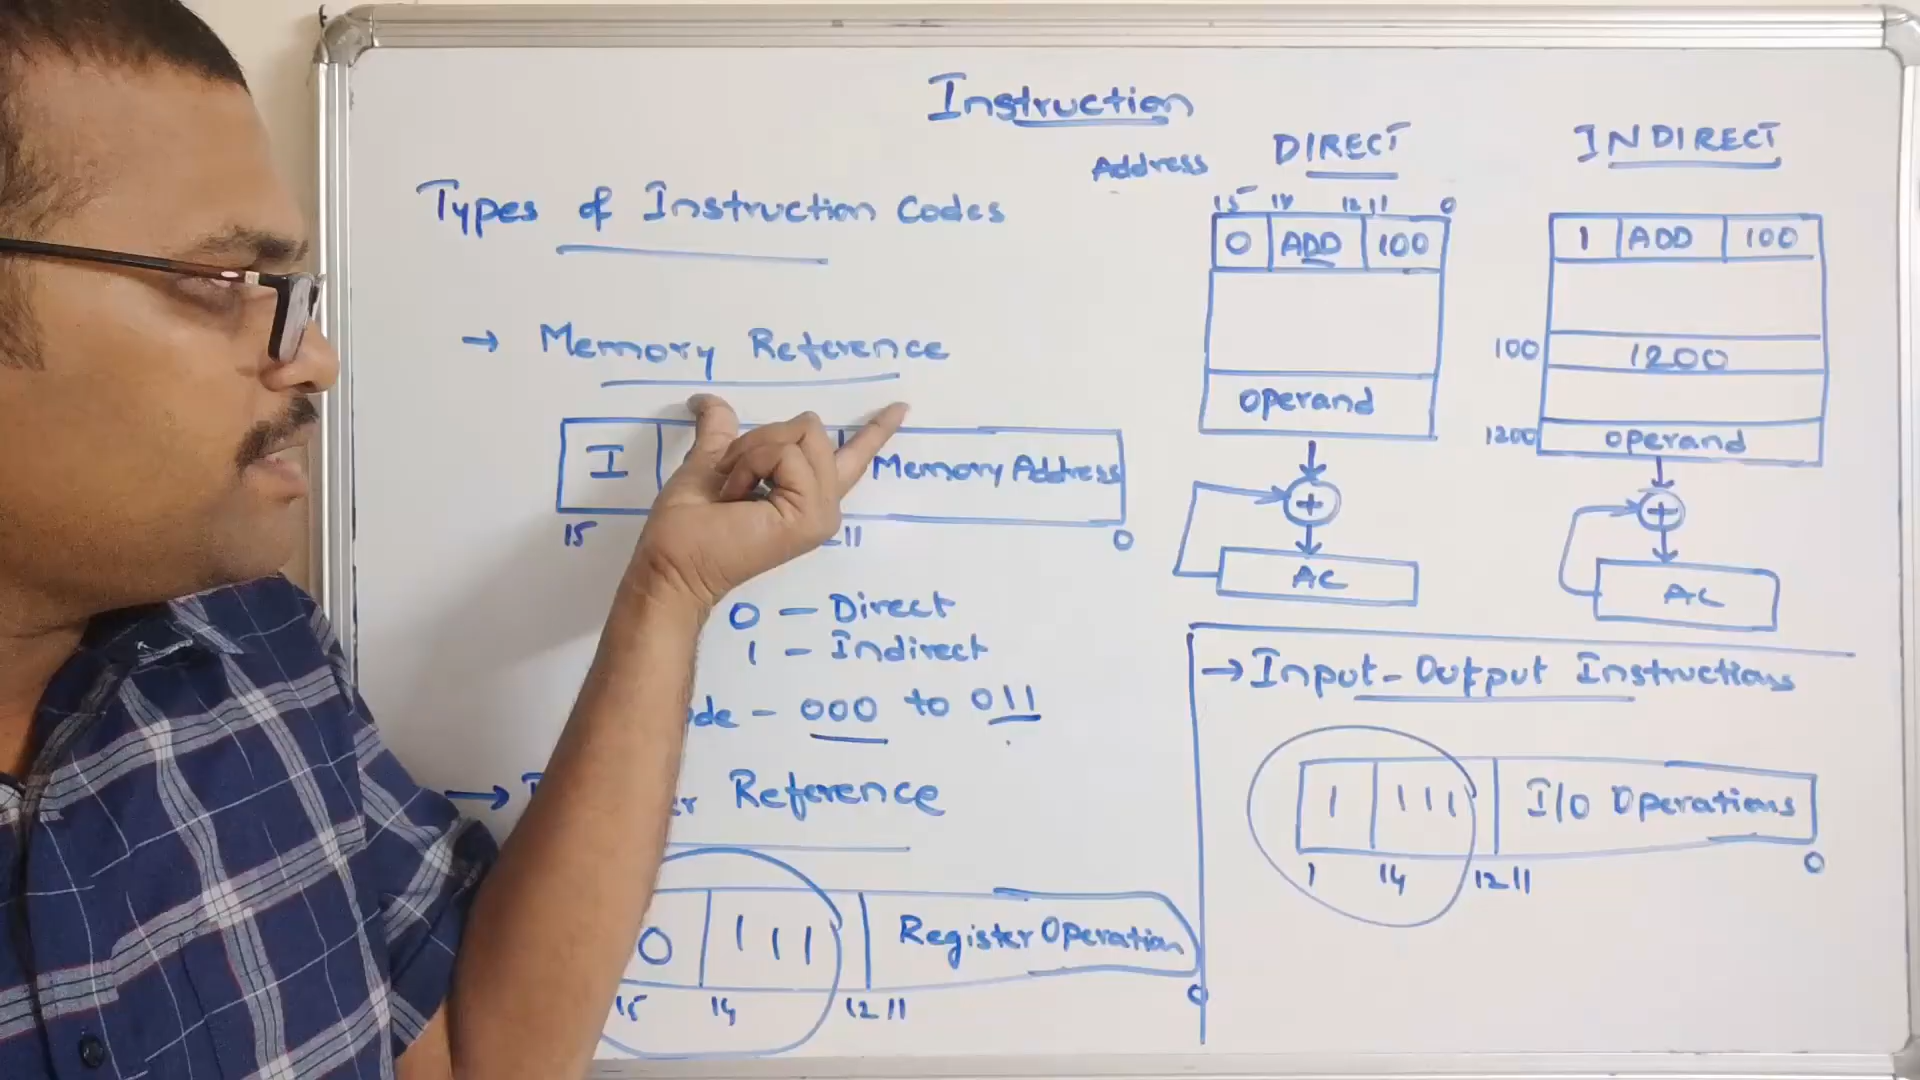 Instruction
Types of Instruction Codes
→ Memory Reference
I Memory Address
15 11 0
0 - Direct
1 - Indirect
de - 000 to 011
→ Reference
0 111 Register Operation
15 14 12 11 0
Address DIRECT
15 14 12 11 0
0 ADD 100
operand
+
AC
INDIRECT
1 ADD 100
100 1200
1200 operand
+
AC
→ Input-Output Instructions
1 111 I/O Operations
1 14 12 11 0